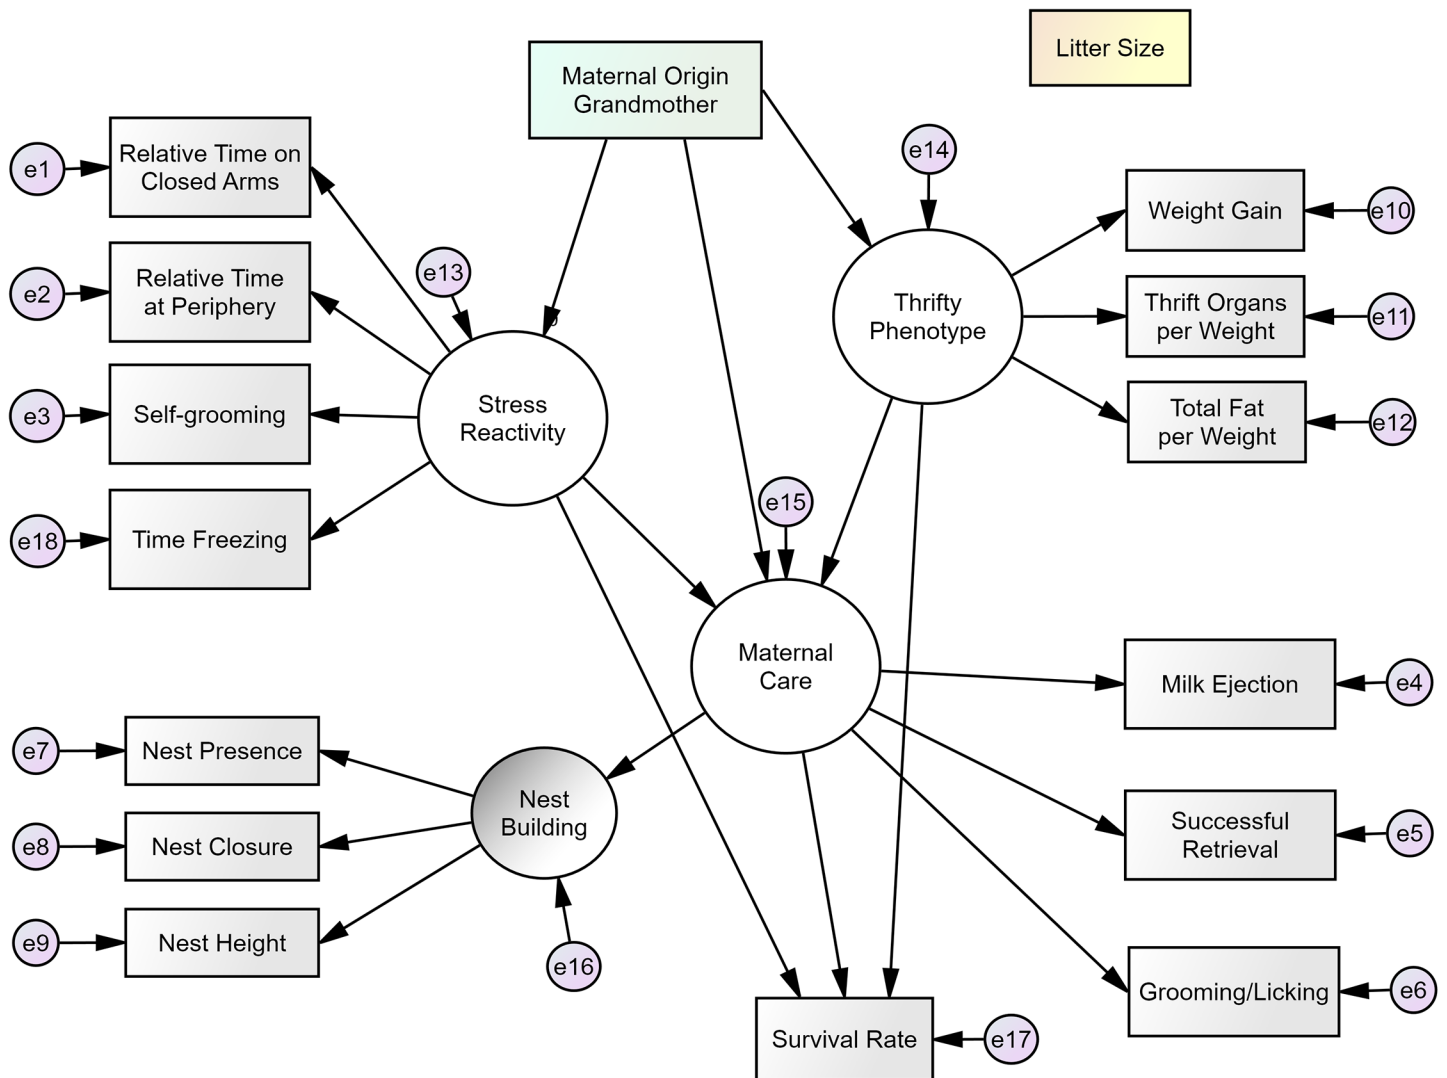 Litter Size
Maternal Origin
Grandmother
e1
Relative Time on
Closed Arms
e14
e10
Weight Gain
e2
Relative Time
at Periphery
e13
Thrifty
Phenotype
Thrift Organs
per Weight
e11
e3
Self-grooming
Stress
Reactivity
Total Fat
per Weight
e12
e18
Time Freezing
e15
Maternal
Care
Milk Ejection
e4
e7
Nest Presence
Nest
Building
Successful
Retrieval
e5
e8
Nest Closure
e9
Nest Height
e16
Grooming/Licking
e6
Survival Rate
e17